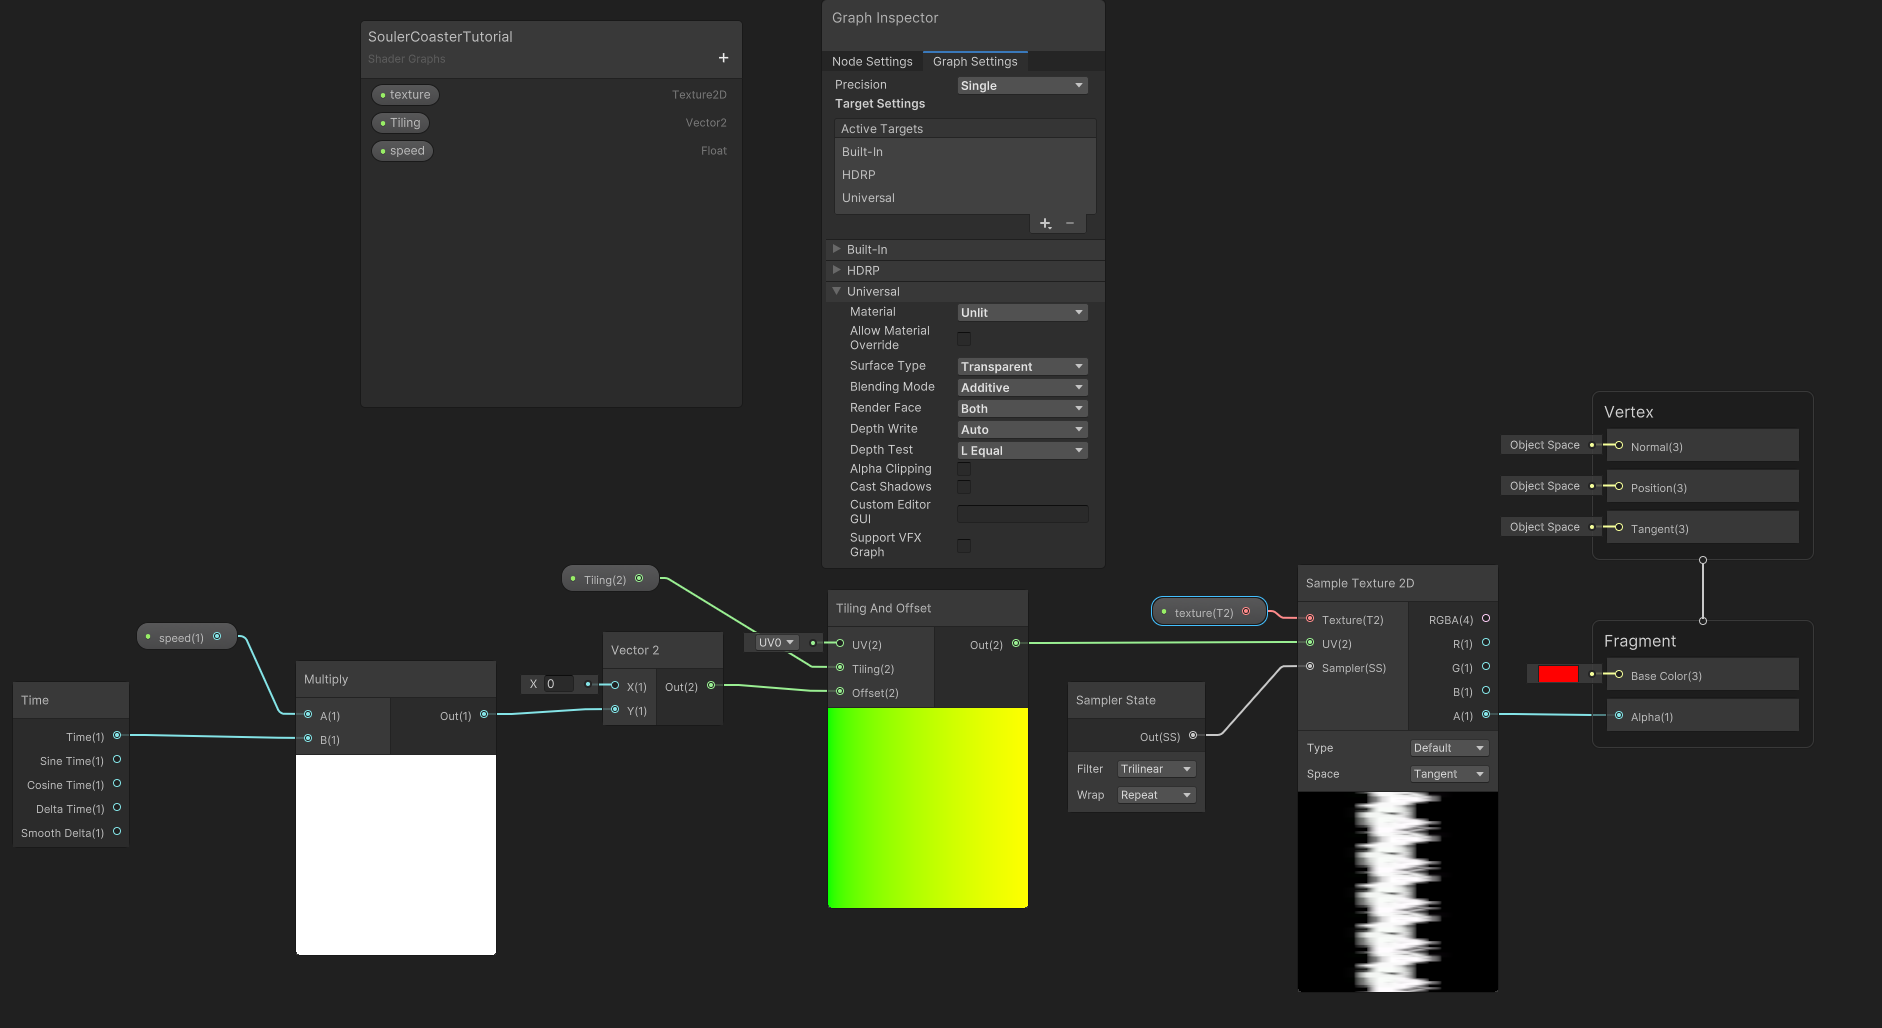 SoulerCoasterTutorial
Shader Graphs
+
texture Texture2D
Tiling Vector2
speed Float
Graph Inspector
Node Settings Graph Settings
Precision Single
Target Settings
Active Targets
Built-In
HDRP
Universal
+ −
Built-In
HDRP
Universal
Material Unlit
Allow Material
Override
Surface Type Transparent
Blending Mode Additive
Render Face Both
Depth Write Auto
Depth Test L Equal
Alpha Clipping
Cast Shadows
Custom Editor
GUI
Support VFX
Graph
Time
Time(1)
Sine Time(1)
Cosine Time(1)
Delta Time(1)
Smooth Delta(1)
speed(1)
Multiply
A(1) Out(1)
B(1)
Tiling(2)
X 0
Vector 2
X(1) Out(2)
Y(1)
UV0
Tiling And Offset
UV(2) Out(2)
Tiling(2)
Offset(2)
texture(T2)
Sampler State
Out(SS)
Filter Trilinear
Wrap Repeat
Sample Texture 2D
Texture(T2) RGBA(4)
UV(2) R(1)
Sampler(SS) G(1)
B(1)
A(1)
Type Default
Space Tangent
Vertex
Object Space Normal(3)
Object Space Position(3)
Object Space Tangent(3)
Fragment
Base Color(3)
Alpha(1)